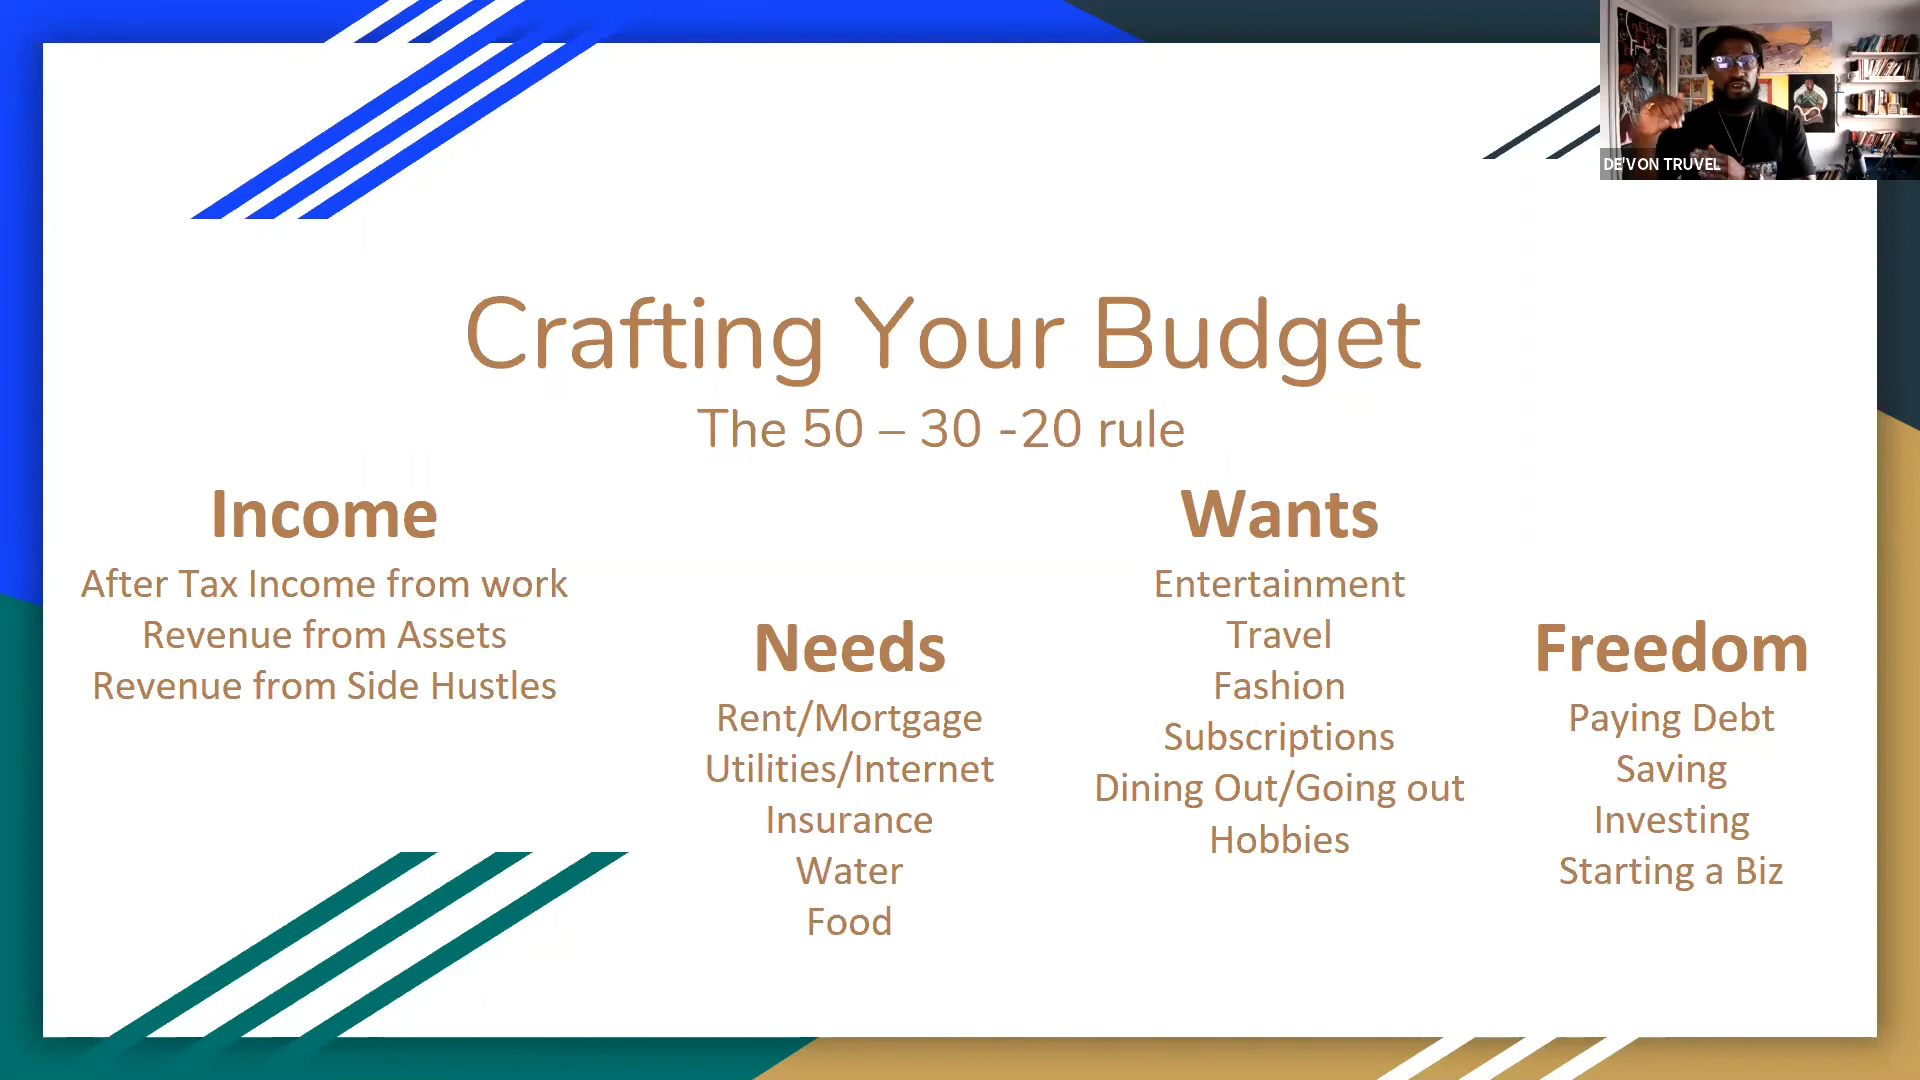 DE'VON TRUVEL
Crafting Your Budget
The 50 – 30 -20 rule
Income
After Tax Income from work
Revenue from Assets
Revenue from Side Hustles
Needs
Rent/Mortgage
Utilities/Internet
Insurance
Water
Food
Wants
Entertainment
Travel
Fashion
Subscriptions
Dining Out/Going out
Hobbies
Freedom
Paying Debt
Saving
Investing
Starting a Biz